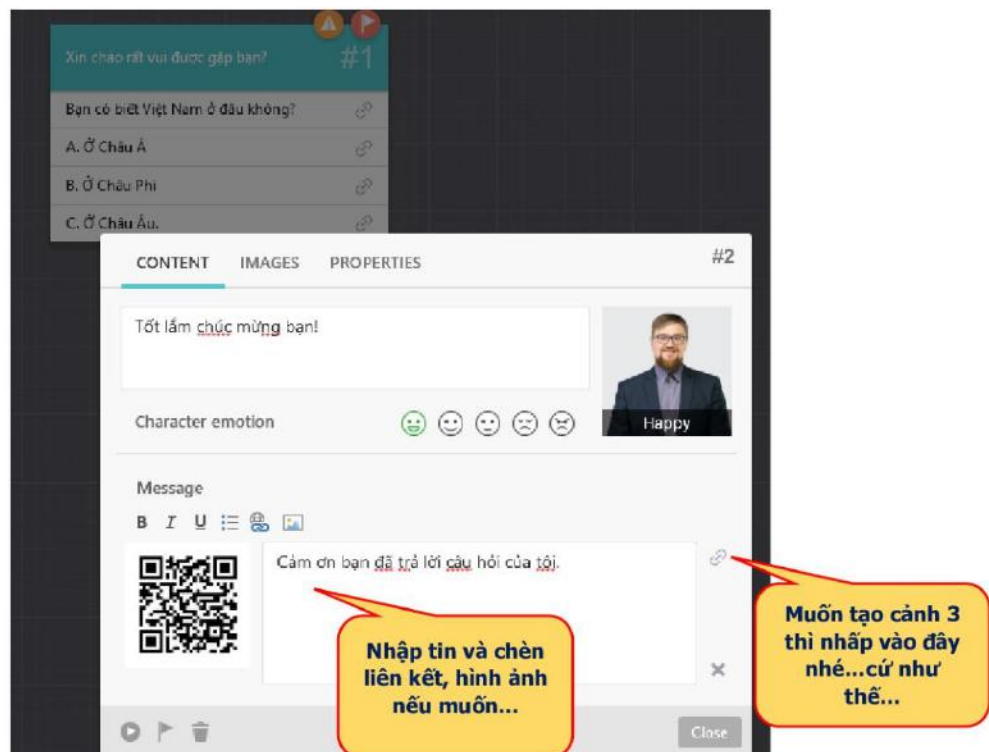 Xin chào rất vui được gặp bạn?
#1
Bạn có biết Việt Nam ở đâu không?
A. Ở Châu Á
B. Ở Châu Phi
C. Ở Châu Âu.
CONTENT IMAGES PROPERTIES #2
Tốt lắm chúc mừng bạn!
Character emotion
Happy
Message
B I U
Cảm ơn bạn đã trả lời câu hỏi của tôi.
Nhập tin và chèn
liên kết, hình ảnh
nếu muốn...
Muốn tạo cảnh 3
thì nhấp vào đây
nhé...cứ như
thế...
Close